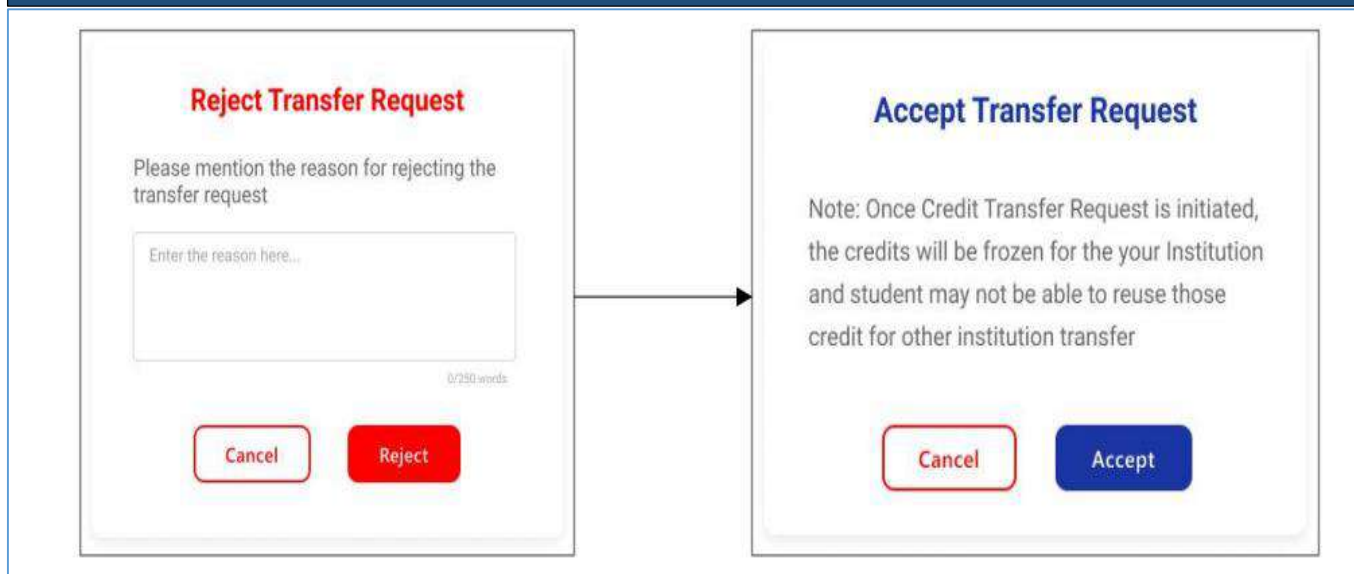 Reject Transfer Request
Please mention the reason for rejecting the
transfer request
Enter the reason here...
0/250 words
Cancel
Reject
Accept Transfer Request
Note: Once Credit Transfer Request is initiated,
the credits will be frozen for the your Institution
and student may not be able to reuse those
credit for other institution transfer
Cancel
Accept